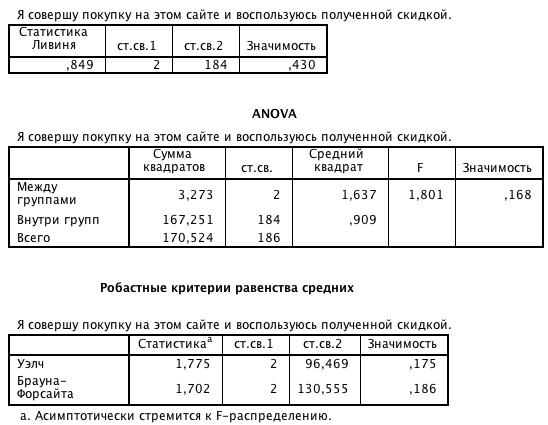 Я совершу покупку на этом сайте и воспользуюсь полученной скидкой.
Статистика Ливиня ст.св.1 ст.св.2 Значимость
,849 2 184 ,430
ANOVA
Я совершу покупку на этом сайте и воспользуюсь полученной скидкой.
Сумма квадратов ст.св. Средний квадрат F Значимость
Между группами 3,273 2 1,637 1,801 ,168
Внутри групп 167,251 184 ,909
Всего 170,524 186
Робастные критерии равенства средних
Я совершу покупку на этом сайте и воспользуюсь полученной скидкой.
Статистикаa ст.св.1 ст.св.2 Значимость
Уэлч 1,775 2 96,469 ,175
Брауна-Форсайта 1,702 2 130,555 ,186
a. Асимптотически стремится к F-распределению.